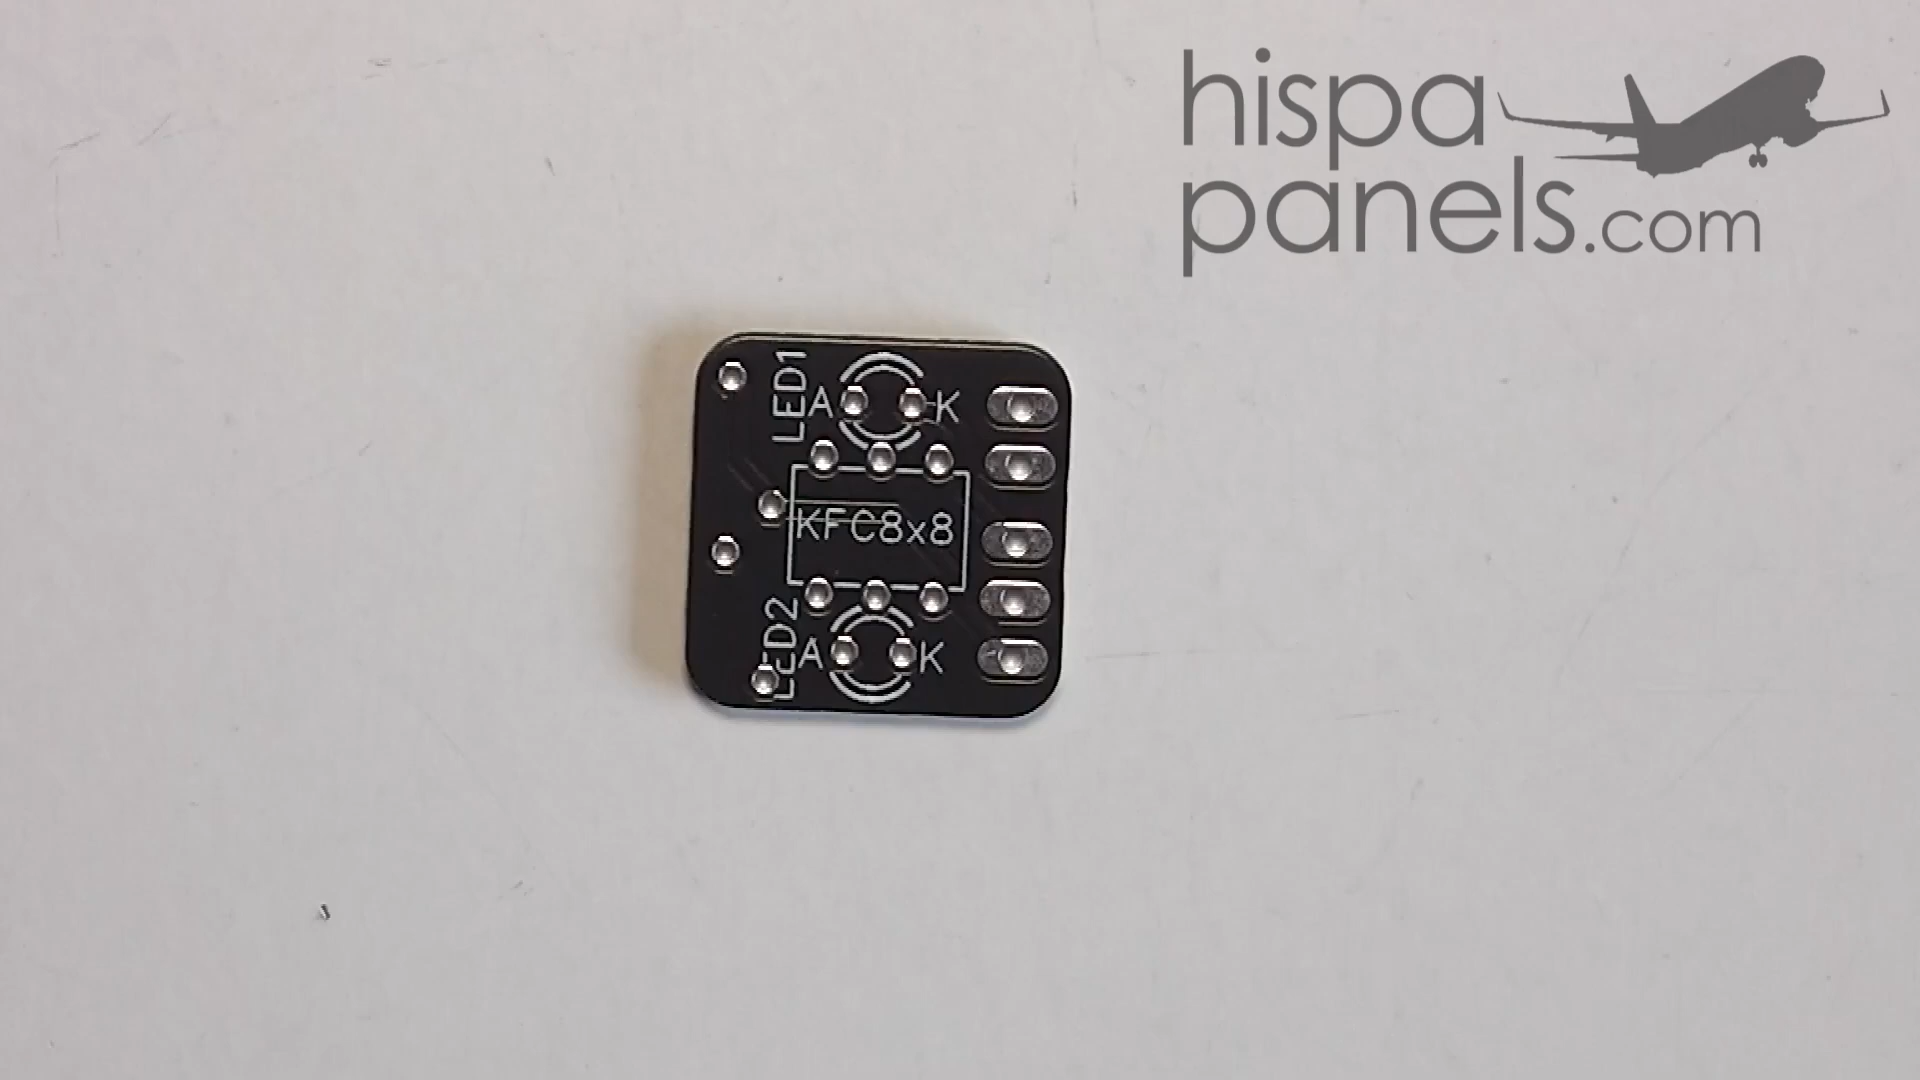 hispa
panels.com
LED1
A K
KFC8x8
LED2
A K